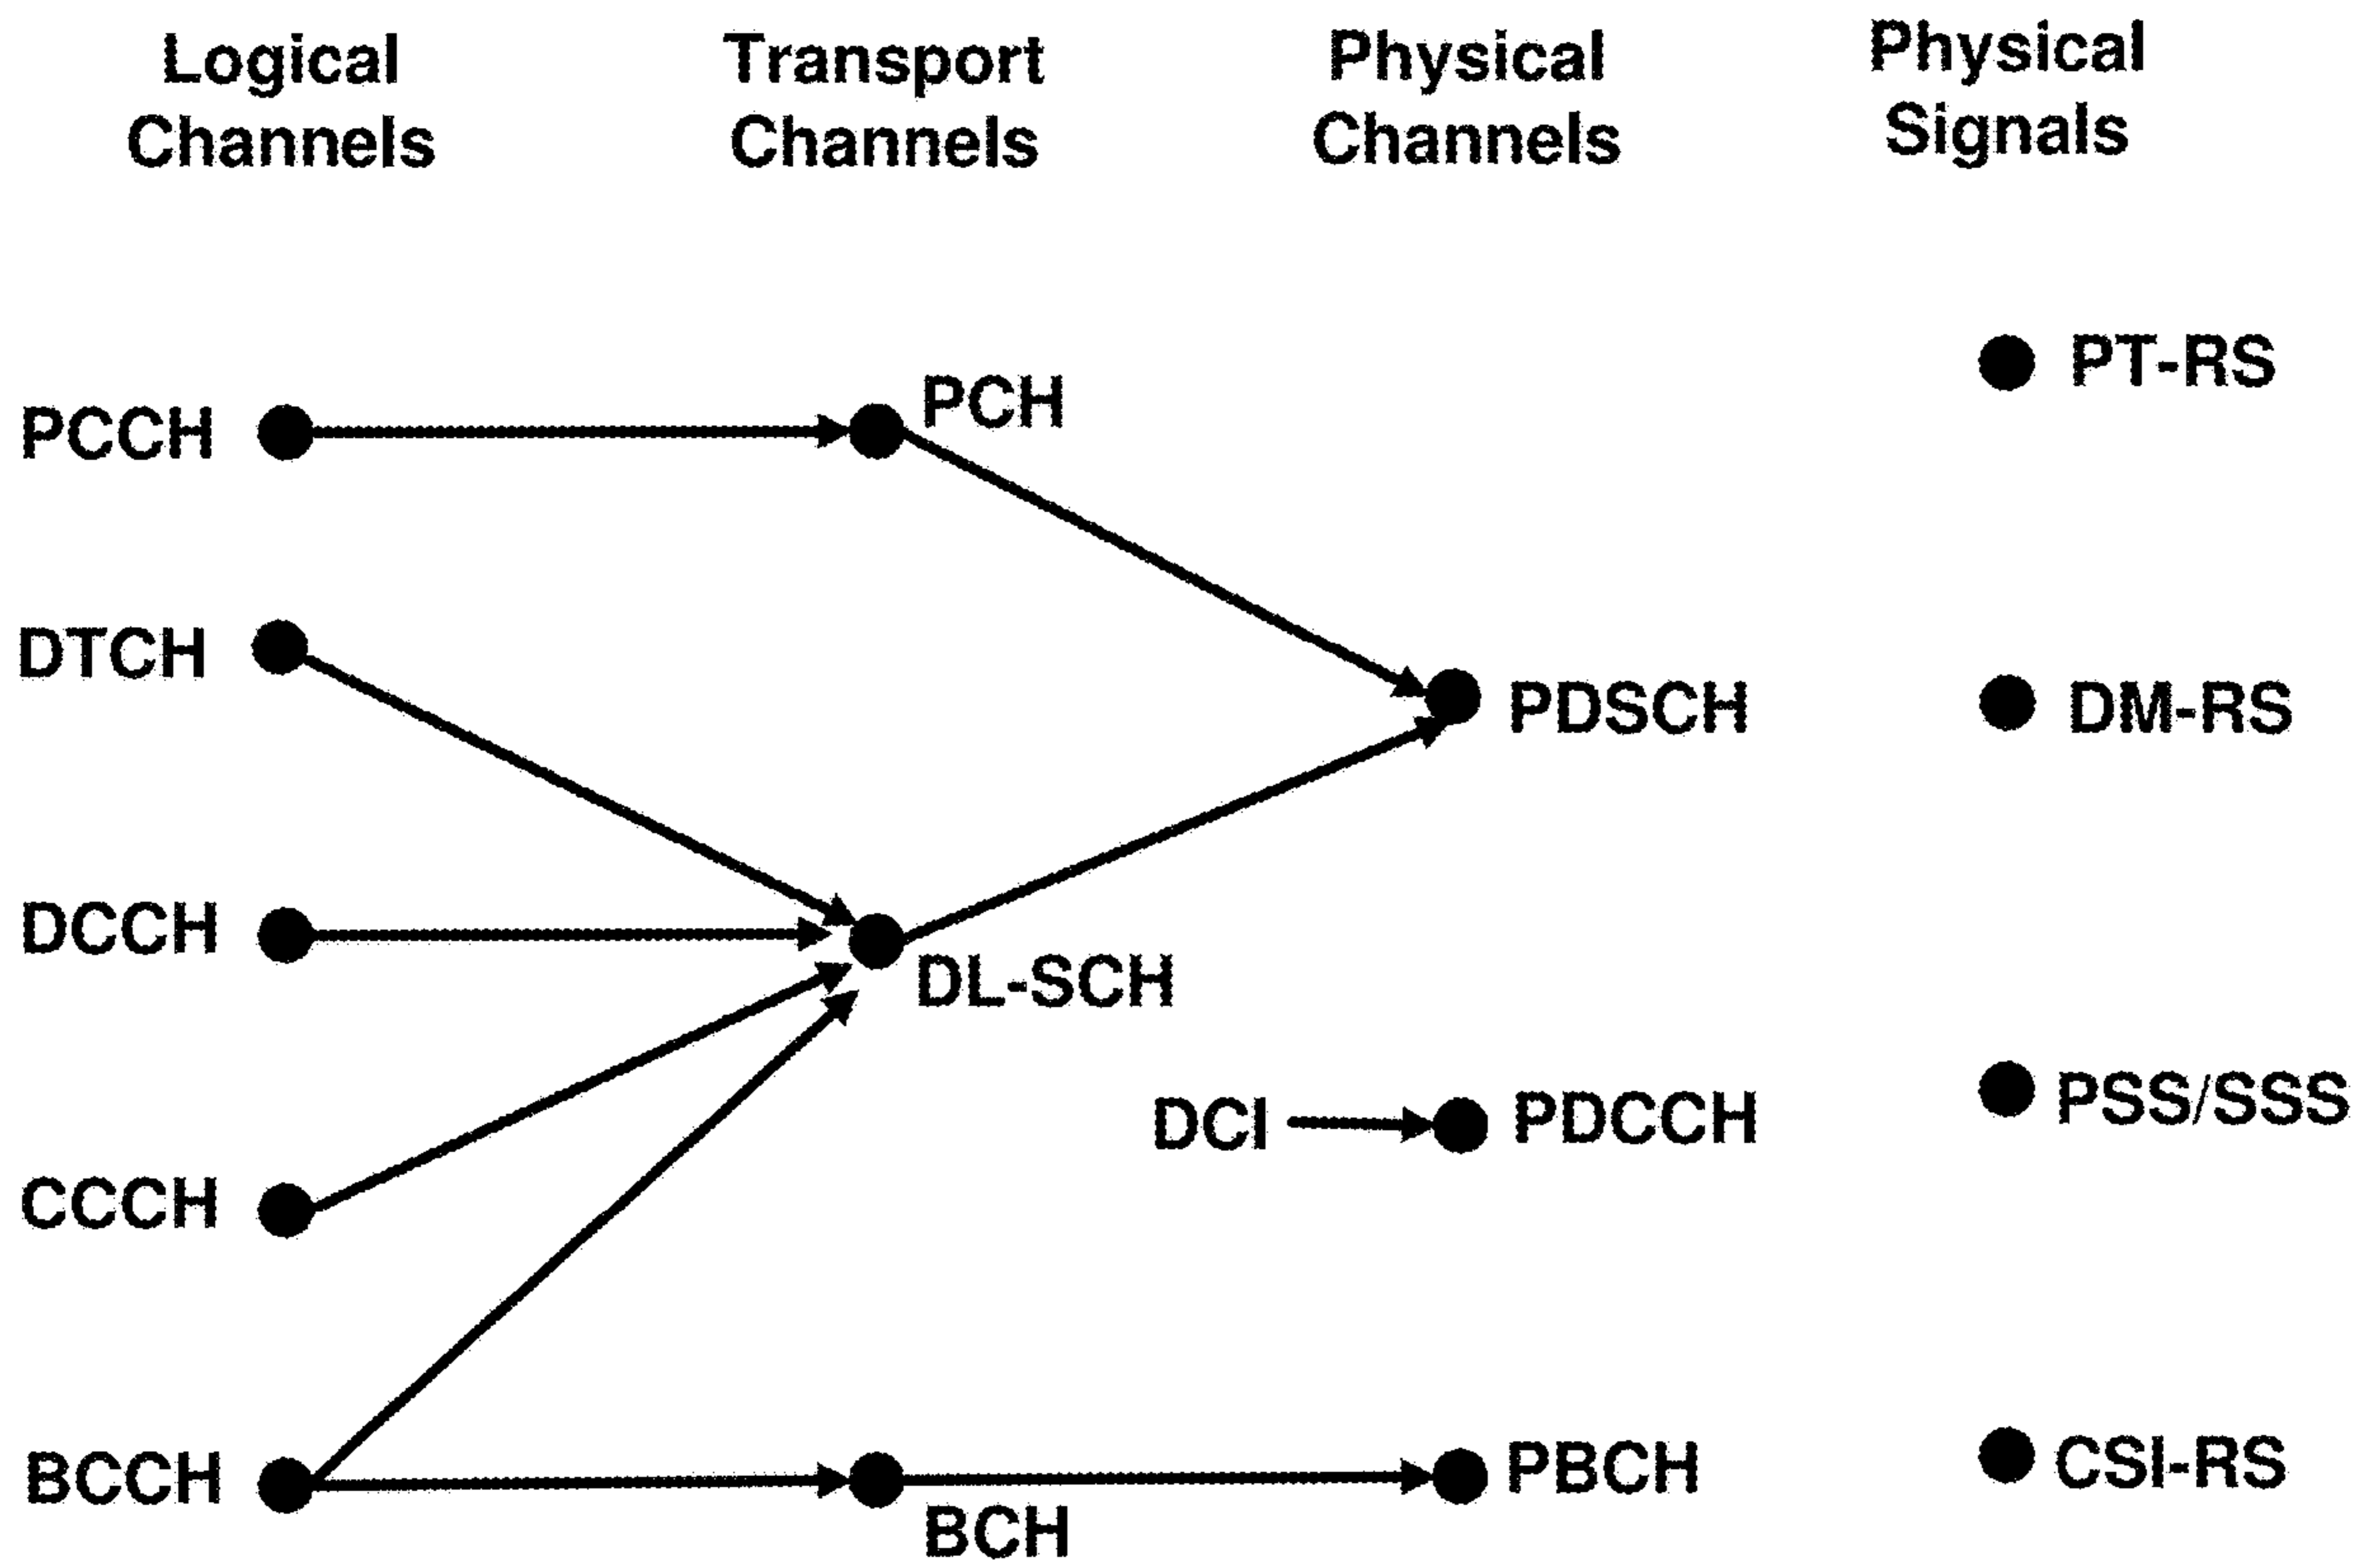 Logical
Channels
Transport
Channels
Physical
Channels
Physical
Signals
PCCH
PCH
PT-RS
DTCH
PDSCH
DM-RS
DCCH
DL-SCH
CCCH
DCI
PDCCH
PSS/SSS
BCCH
BCH
PBCH
CSI-RS